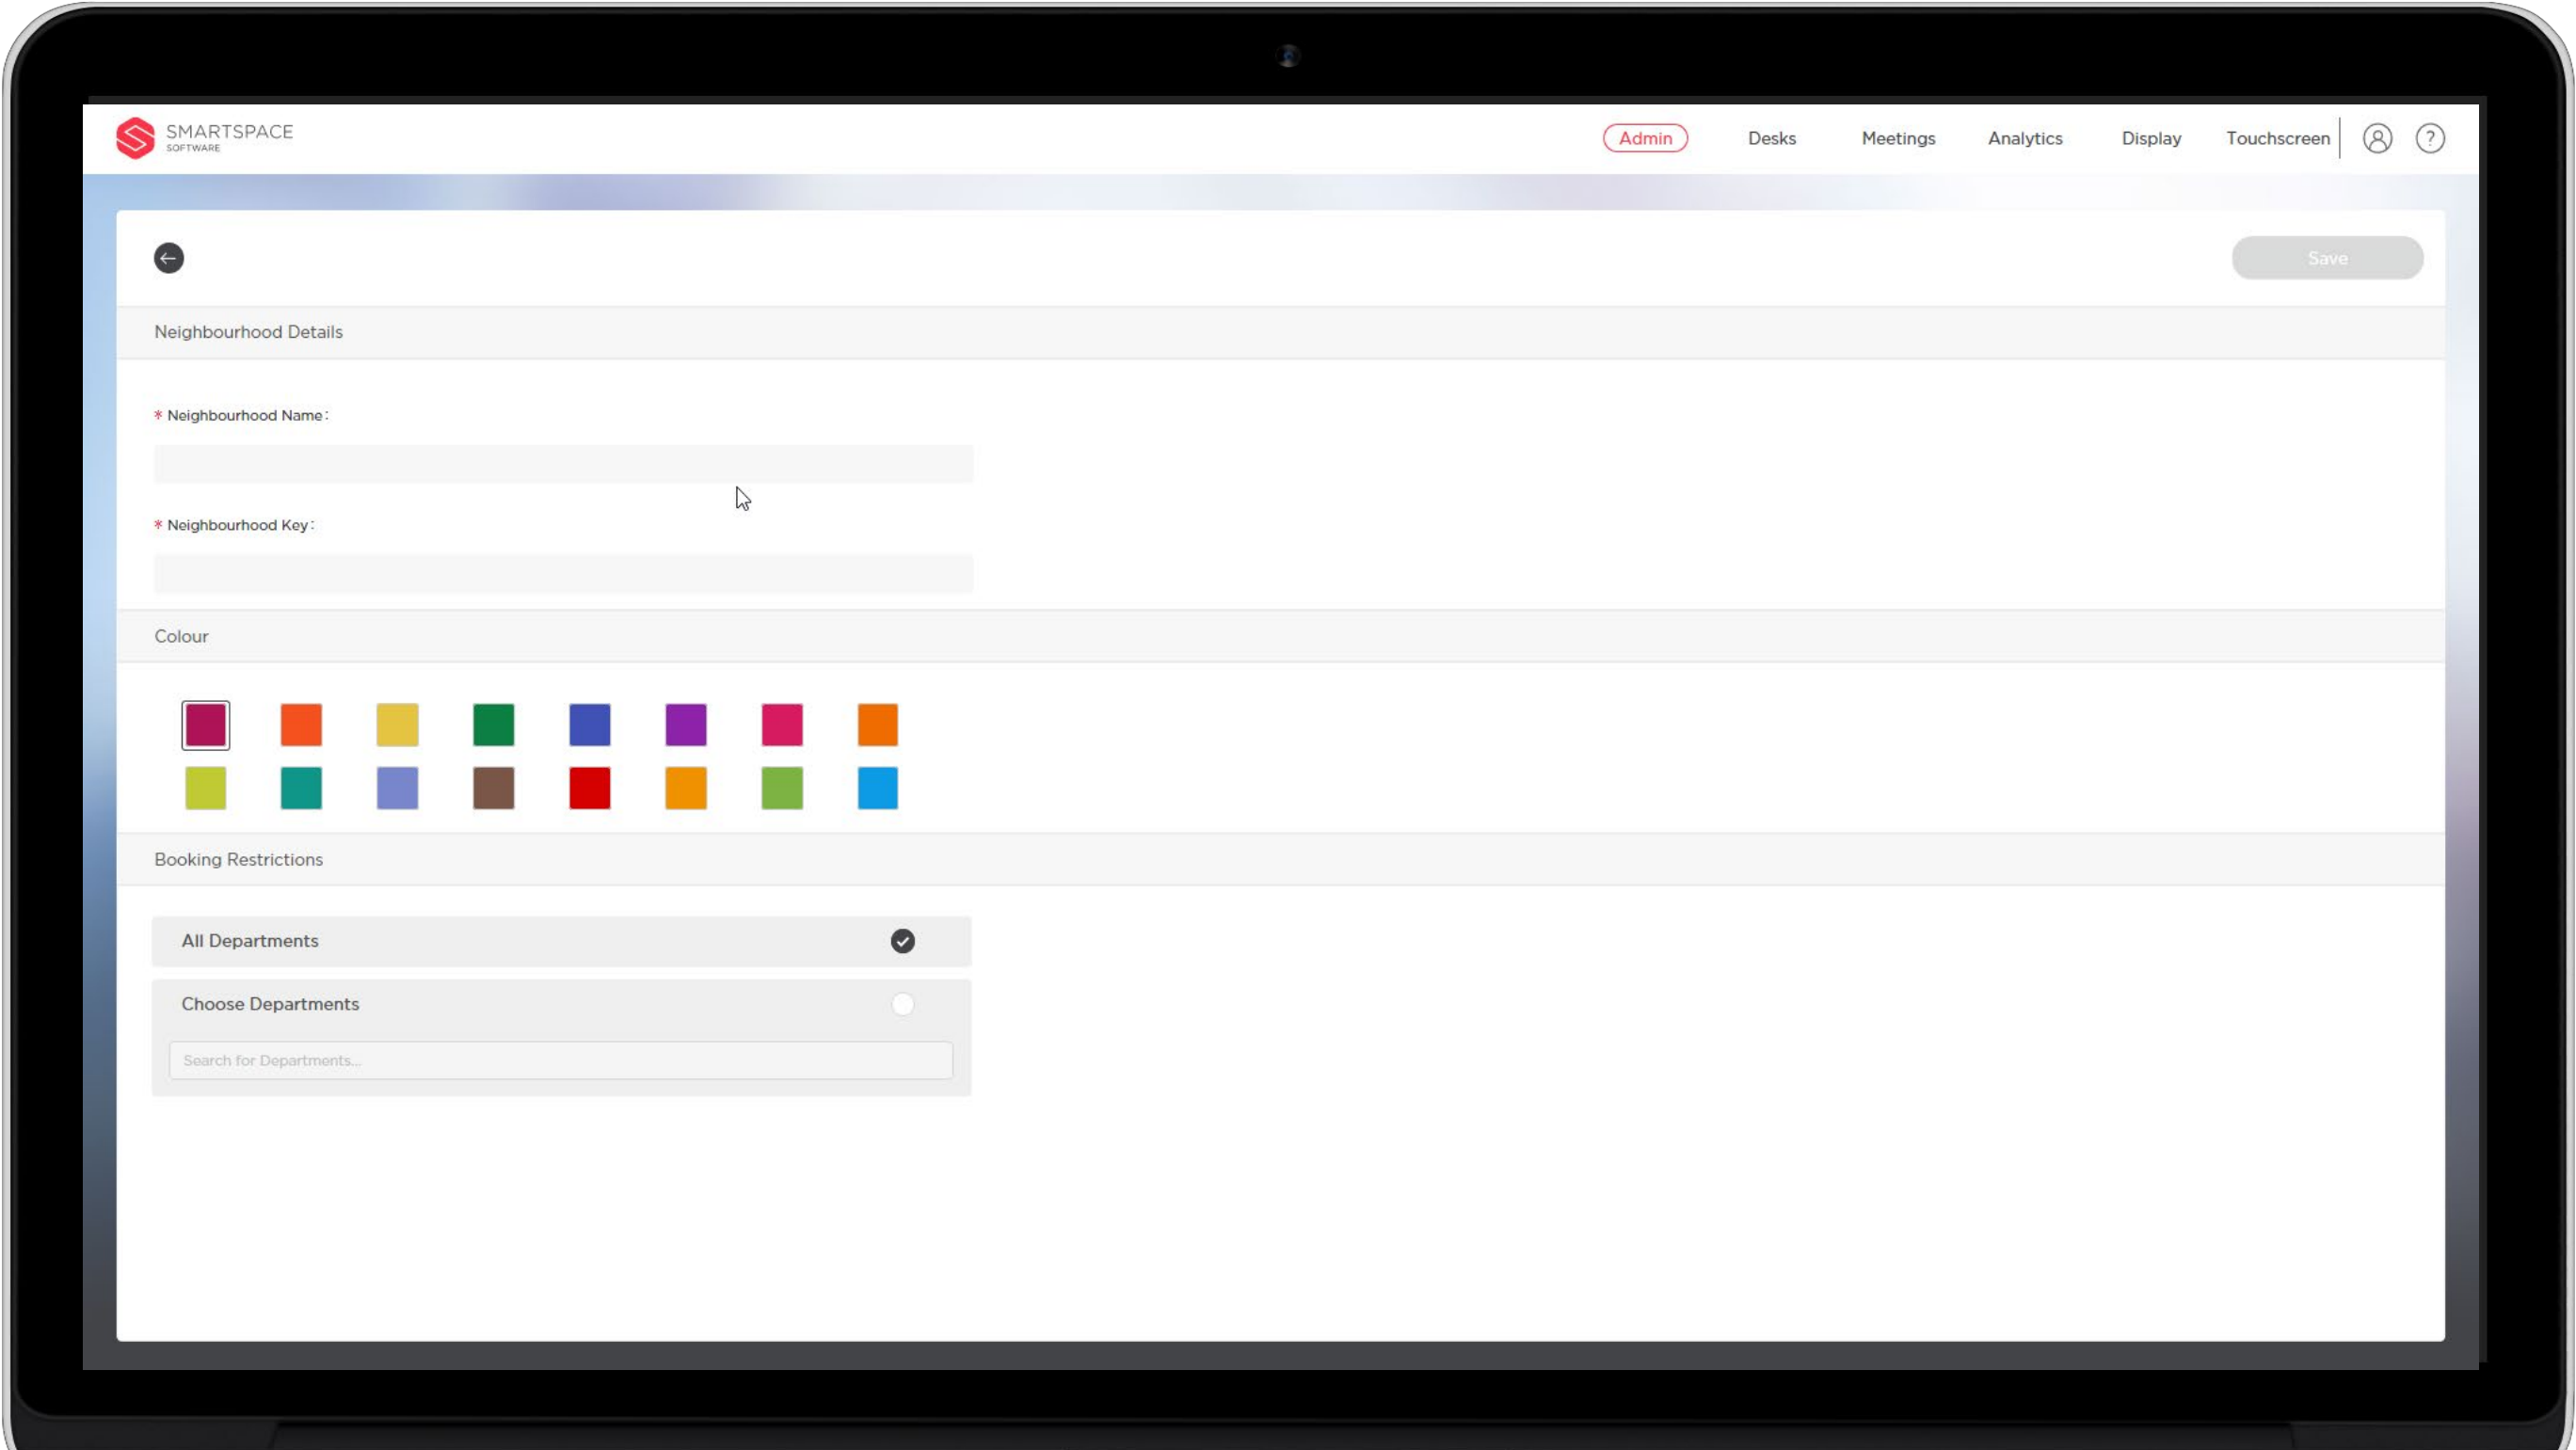 SMARTSPACE
SOFTWARE
Admin Desks Meetings Analytics Display Touchscreen ?
Save
Neighbourhood Details
* Neighbourhood Name:
* Neighbourhood Key:
Colour
Booking Restrictions
All Departments
Choose Departments
Search for Departments...